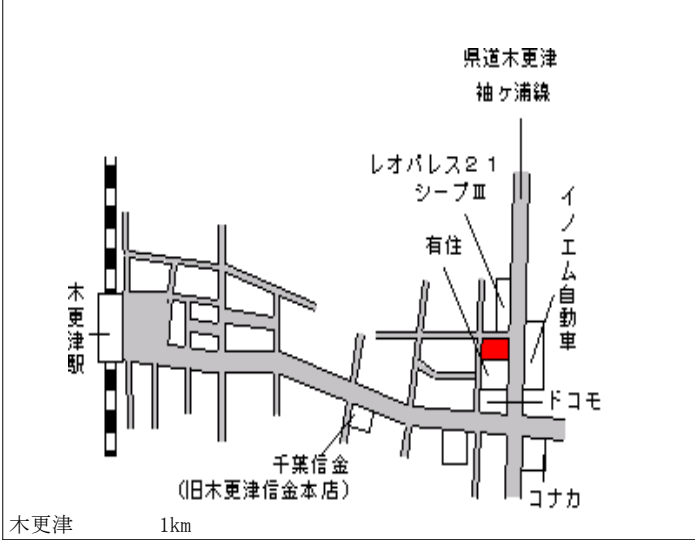 県道木更津
袖ヶ浦線
レオパレス21
シープⅢ
イノエム自動車
有住
木更津駅
ドコモ
千葉信金
(旧木更津信金本店)
コナカ
木更津 1km